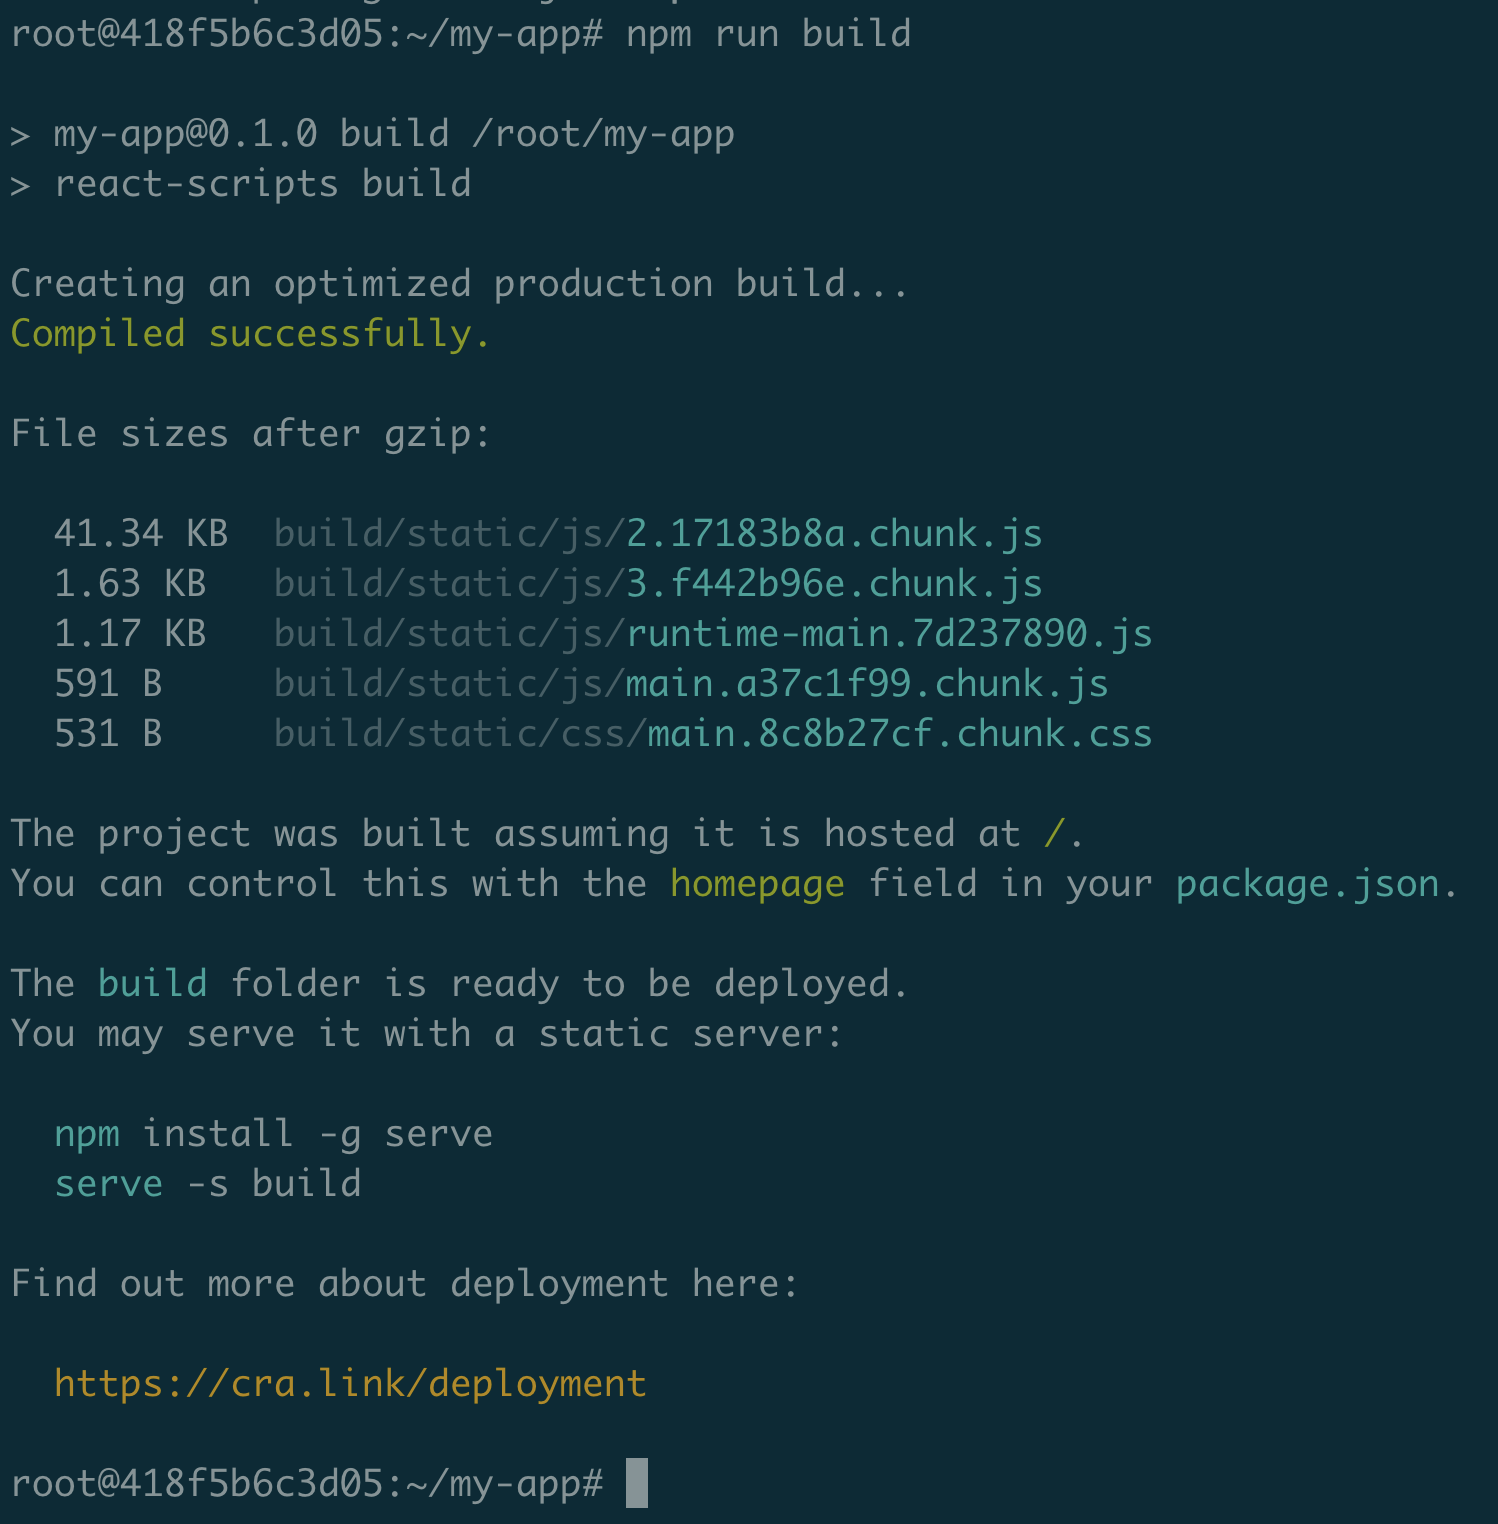 root@418f5b6c3d05:~/my-app# npm run build

> my-app@0.1.0 build /root/my-app
> react-scripts build

Creating an optimized production build...
Compiled successfully.

File sizes after gzip:

  41.34 KB  build/static/js/2.17183b8a.chunk.js
  1.63 KB   build/static/js/3.f442b96e.chunk.js
  1.17 KB   build/static/js/runtime-main.7d237890.js
  591 B     build/static/js/main.a37c1f99.chunk.js
  531 B     build/static/css/main.8c8b27cf.chunk.css

The project was built assuming it is hosted at /.
You can control this with the homepage field in your package.json.

The build folder is ready to be deployed.
You may serve it with a static server:

  npm install -g serve
  serve -s build

Find out more about deployment here:

  https://cra.link/deployment

root@418f5b6c3d05:~/my-app#